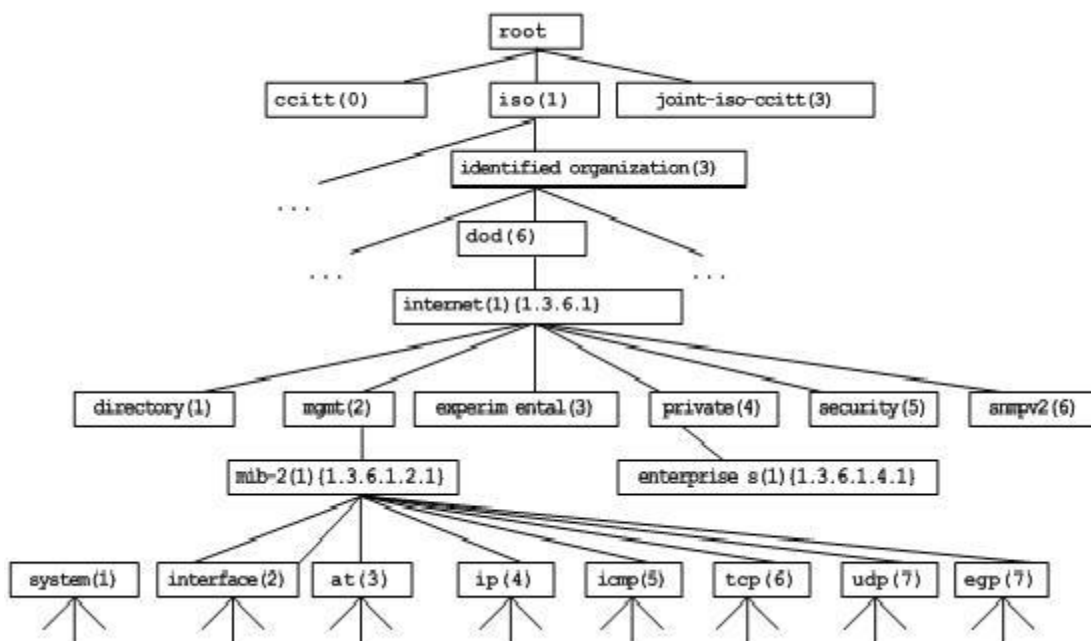 root
ccitt(0)
iso(1)
joint-iso-ccitt(3)
identified organization(3)
...
dod(6)
...
...
internet(1){1.3.6.1}
directory(1)
mgmt(2)
experim ental(3)
private(4)
security(5)
snmpv2(6)
mib-2(1){1.3.6.1.2.1}
enterprise s(1){1.3.6.1.4.1}
system(1)
interface(2)
at(3)
ip(4)
icmp(5)
tcp(6)
udp(7)
egp(7)